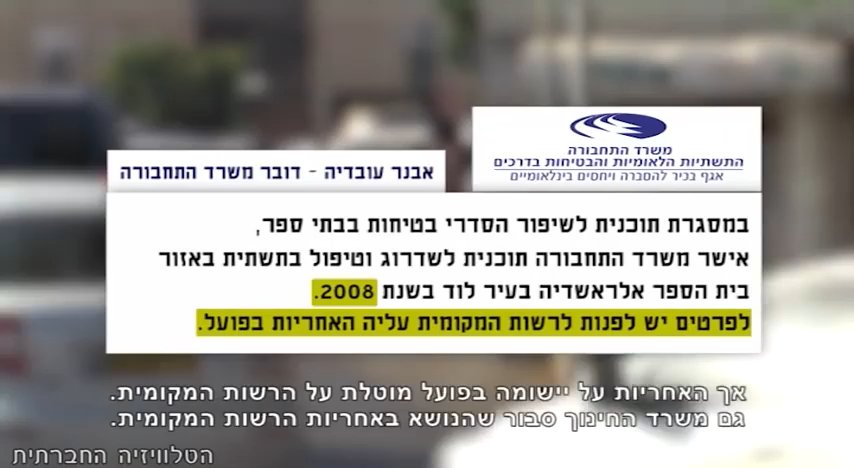 משרד התחבורה
התשתיות הלאומיות והבטיחות בדרכים
אגף בכיר להסברה ויחסים בינלאומיים
אבנר עובדיה - דובר משרד התחבורה
במסגרת תוכנית לשיפור הסדרי בטיחות בבתי ספר,
אישר משרד התחבורה תוכנית לשדרוג וטיפול בתשתית באזור
בית הספר אלראשדיה בעיר לוד בשנת 2008.
לפרטים יש לפנות לרשות המקומית עליה האחריות בפועל.
אך האחריות על יישומה בפועל מוטלת על הרשות המקומית.
גם משרד החינוך סבור שהנושא באחריות הרשות המקומית.
הטלוויזיה החברתית